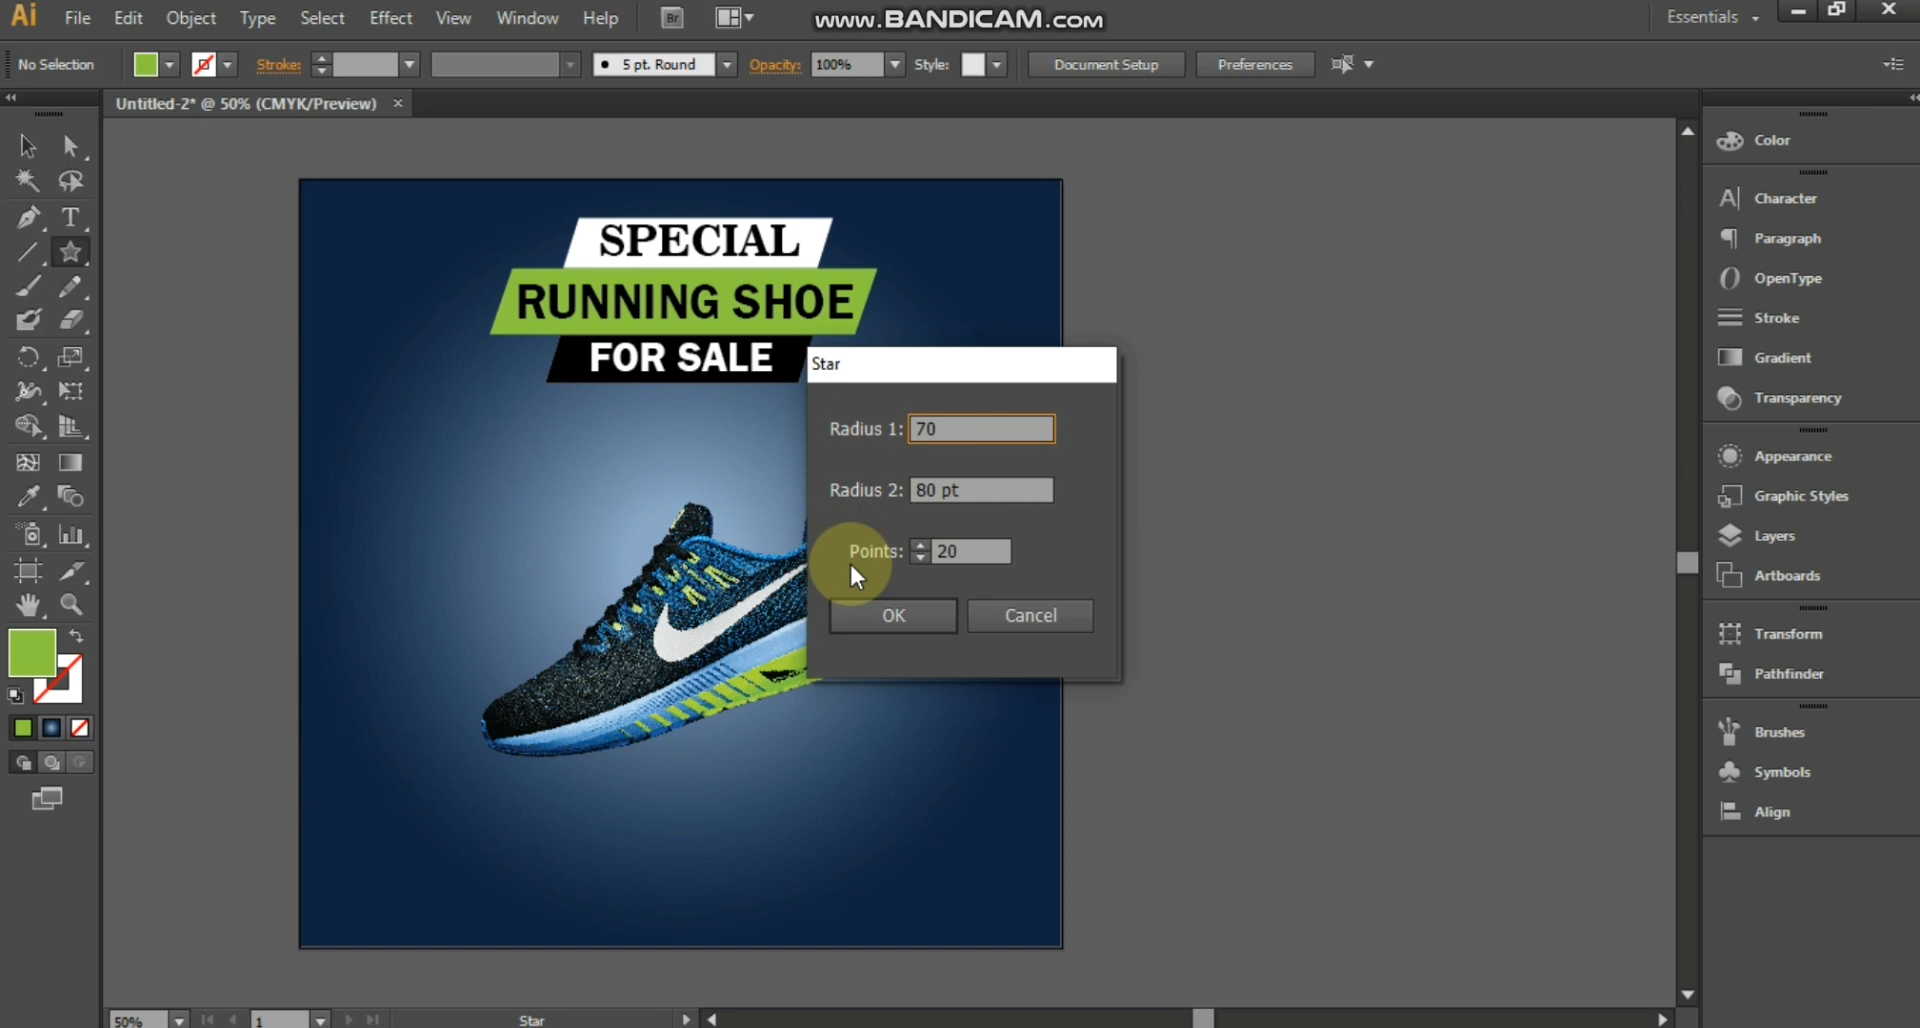 Ai File Edit Object Type Select Effect View Window Help Br www.BANDICAM.com Essentials
No Selection Stroke: 5 pt. Round Opacity: 100% Style: Document Setup Preferences
Untitled-2* @ 50% (CMYK/Preview) ×
Color
Character
Paragraph
OpenType
Stroke
Gradient
Transparency
Appearance
Graphic Styles
Layers
Artboards
Transform
Pathfinder
Brushes
Symbols
Align
SPECIAL
RUNNING SHOE
FOR SALE
Star
Radius 1: 70
Radius 2: 80 pt
Points: 20
OK Cancel
50% 1 Star